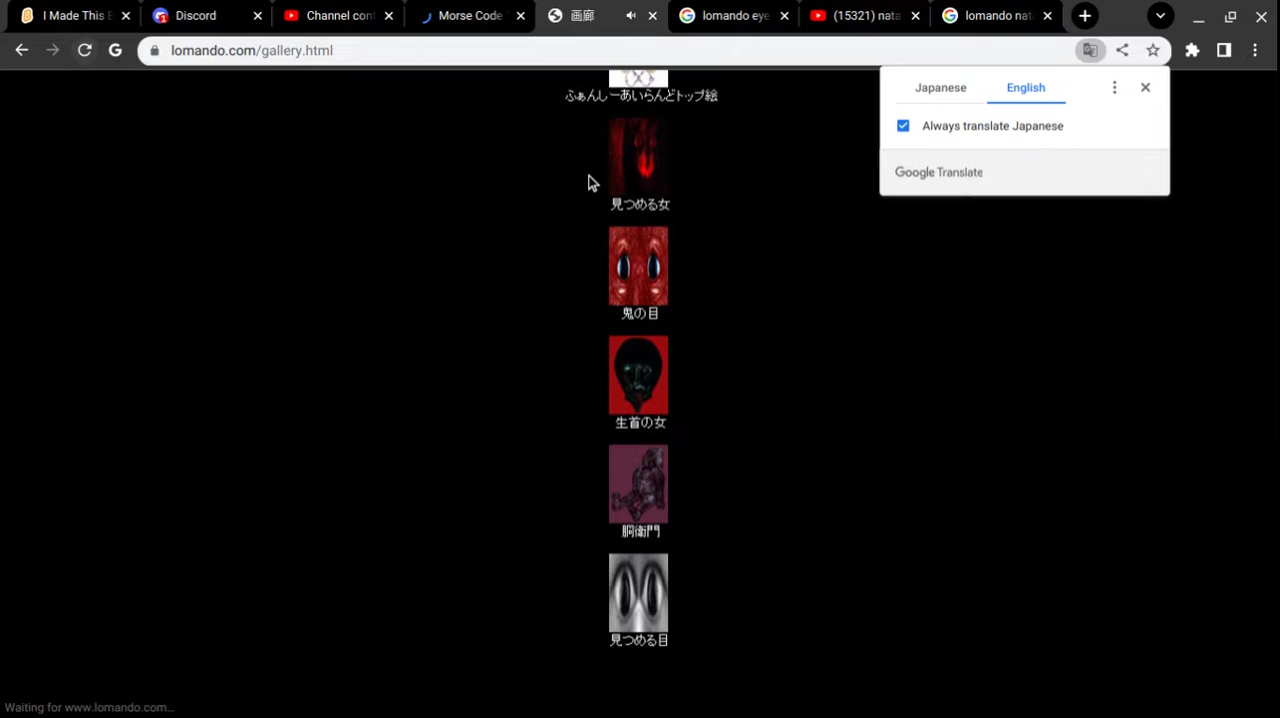 I Made This E
Discord
Channel con
Morse Code
画廊
lomando eye
(15321) nata
lomando nat
lomando.com/gallery.html
Japanese
English
Always translate Japanese
Google Translate
ふぁんしーあいらんどトップ絵
見つめる女
鬼の目
生首の女
胴衛門
見つめる目
Waiting for www.lomando.com…